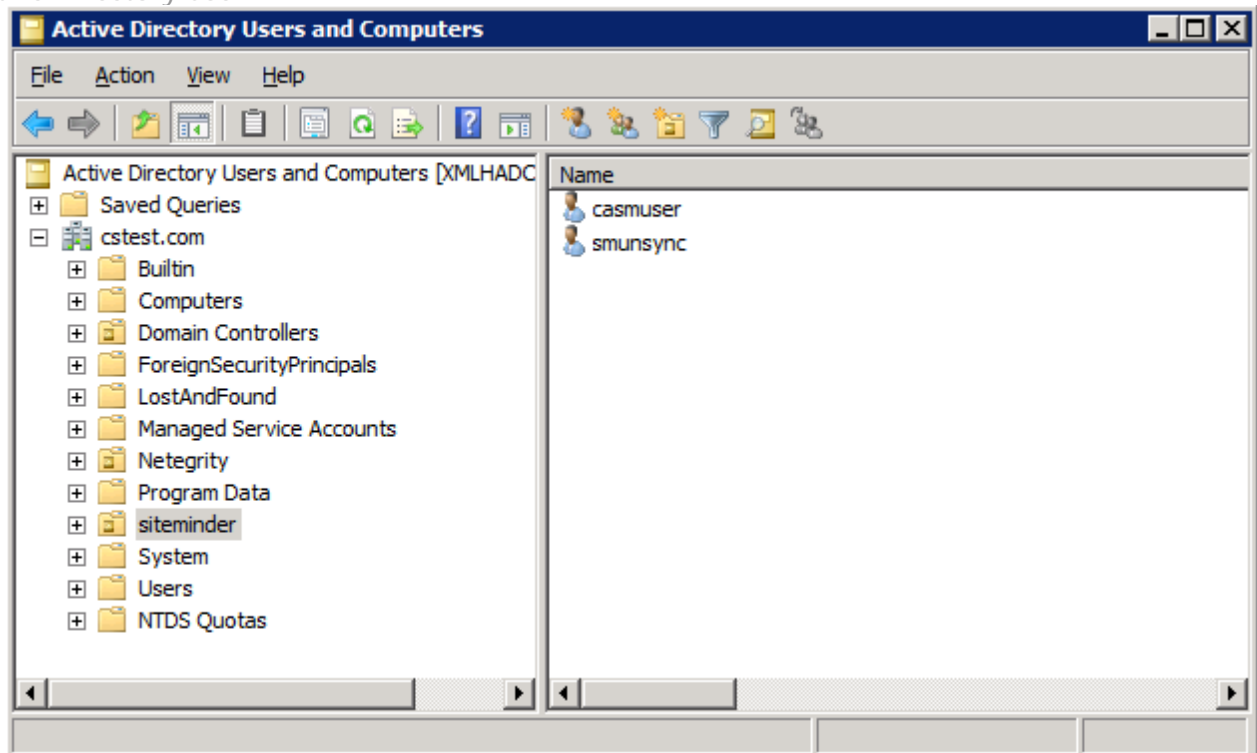 Active Directory Users and Computers
File Action View Help
Active Directory Users and Computers [XMLHADC
Saved Queries
cstest.com
Builtin
Computers
Domain Controllers
ForeignSecurityPrincipals
LostAndFound
Managed Service Accounts
Netegrity
Program Data
siteminder
System
Users
NTDS Quotas
Name
casmuser
smunsync